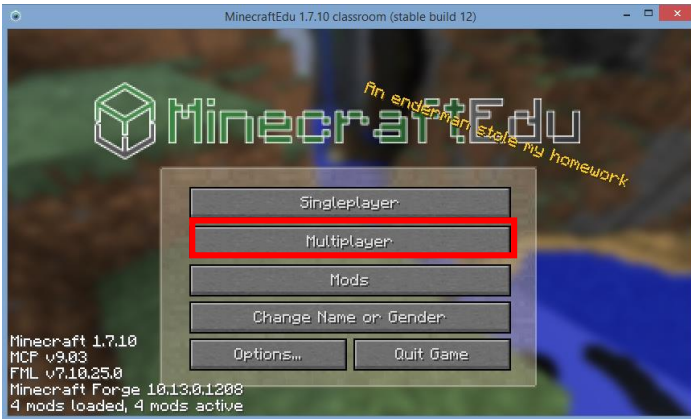 MinecraftEdu 1.7.10 classroom (stable build 12)
MinecraftEdu
An enderman stole my homework
Singleplayer
Multiplayer
Mods
Change Name or Gender
Options... Quit Game
Minecraft 1.7.10
MCP v9.03
FML v7.10.25.0
Minecraft Forge 10.13.0.1208
4 mods loaded, 4 mods active